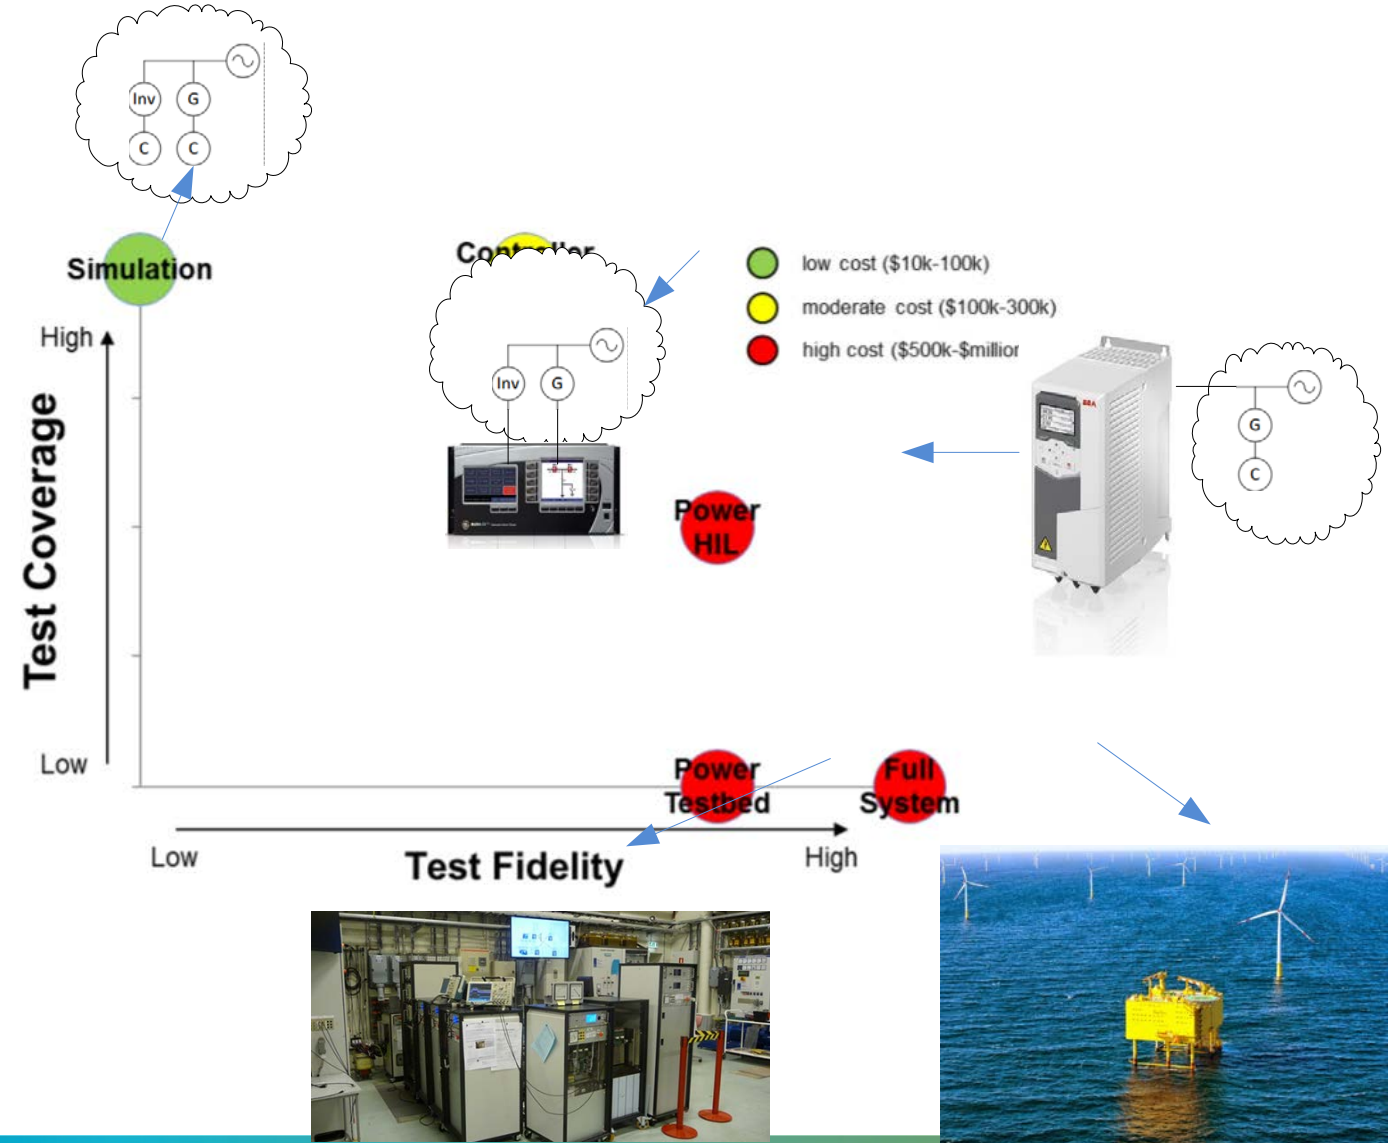 Inv
G
C
C
Simulation
Controller
low cost ($10k-100k)
moderate cost ($100k-300k)
high cost ($500k-$million
High
Inv
G
G
C
Power
HIL
Test Coverage
Low
Power
Testbed
Full
System
Low
Test Fidelity
High